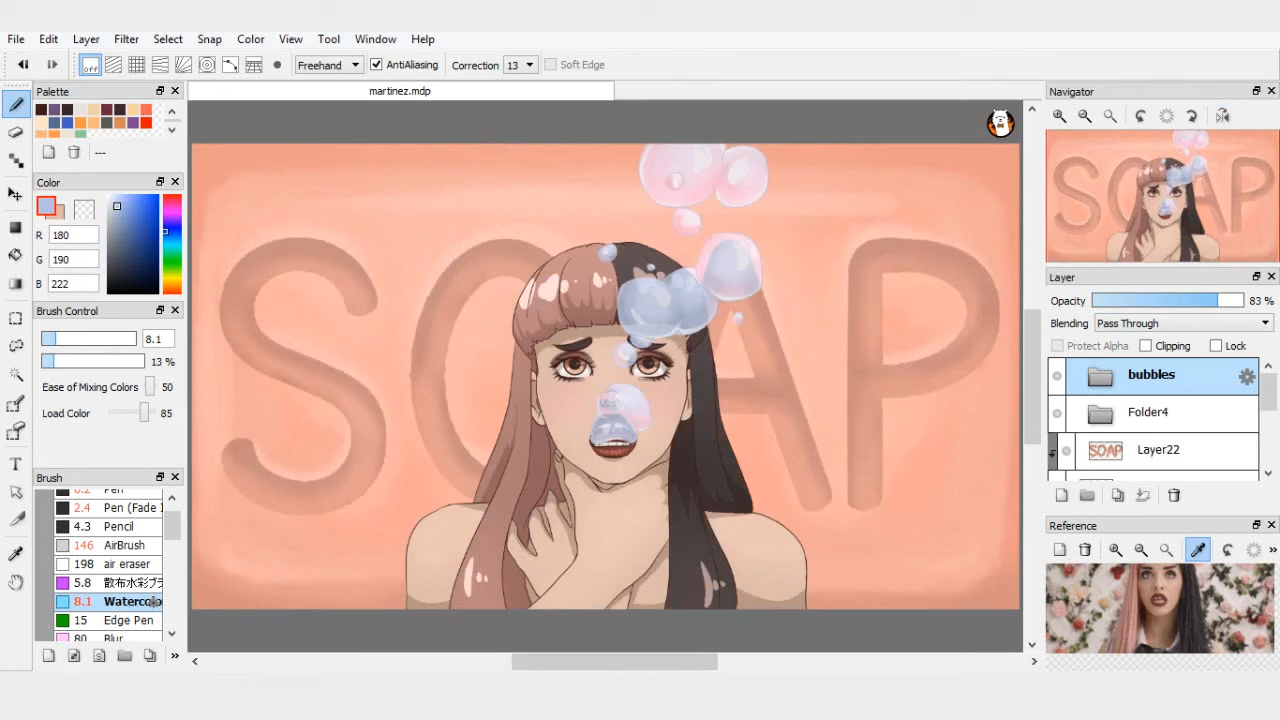 File Edit Layer Filter Select Snap Color View Tool Window Help
off Freehand AntiAliasing Correction 13 Soft Edge
Palette
martinez.mdp
Navigator
---
Color
R 180
G 190
B 222
Brush Control
8.1
13 %
Ease of Mixing Colors 50
Load Color 85
SOAP
SOAP
Layer
Opacity 83 %
Blending Pass Through
Protect Alpha Clipping Lock
bubbles
Folder4
SOAP Layer22
Brush
0.2 Pen
2.4 Pen (Fade
4.3 Pencil
146 AirBrush
198 air eraser
5.8 散布水彩ブラ
8.1 Waterco
15 Edge Pen
80 Blur
Reference